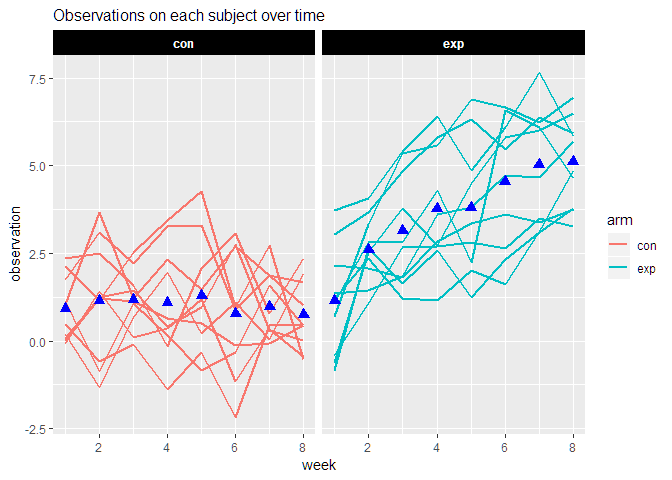 Observations on each subject over time
con
exp
7.5
5.0
2.5
0.0
-2.5
observation
2 4 6 8
2 4 6 8
week
arm
con
exp